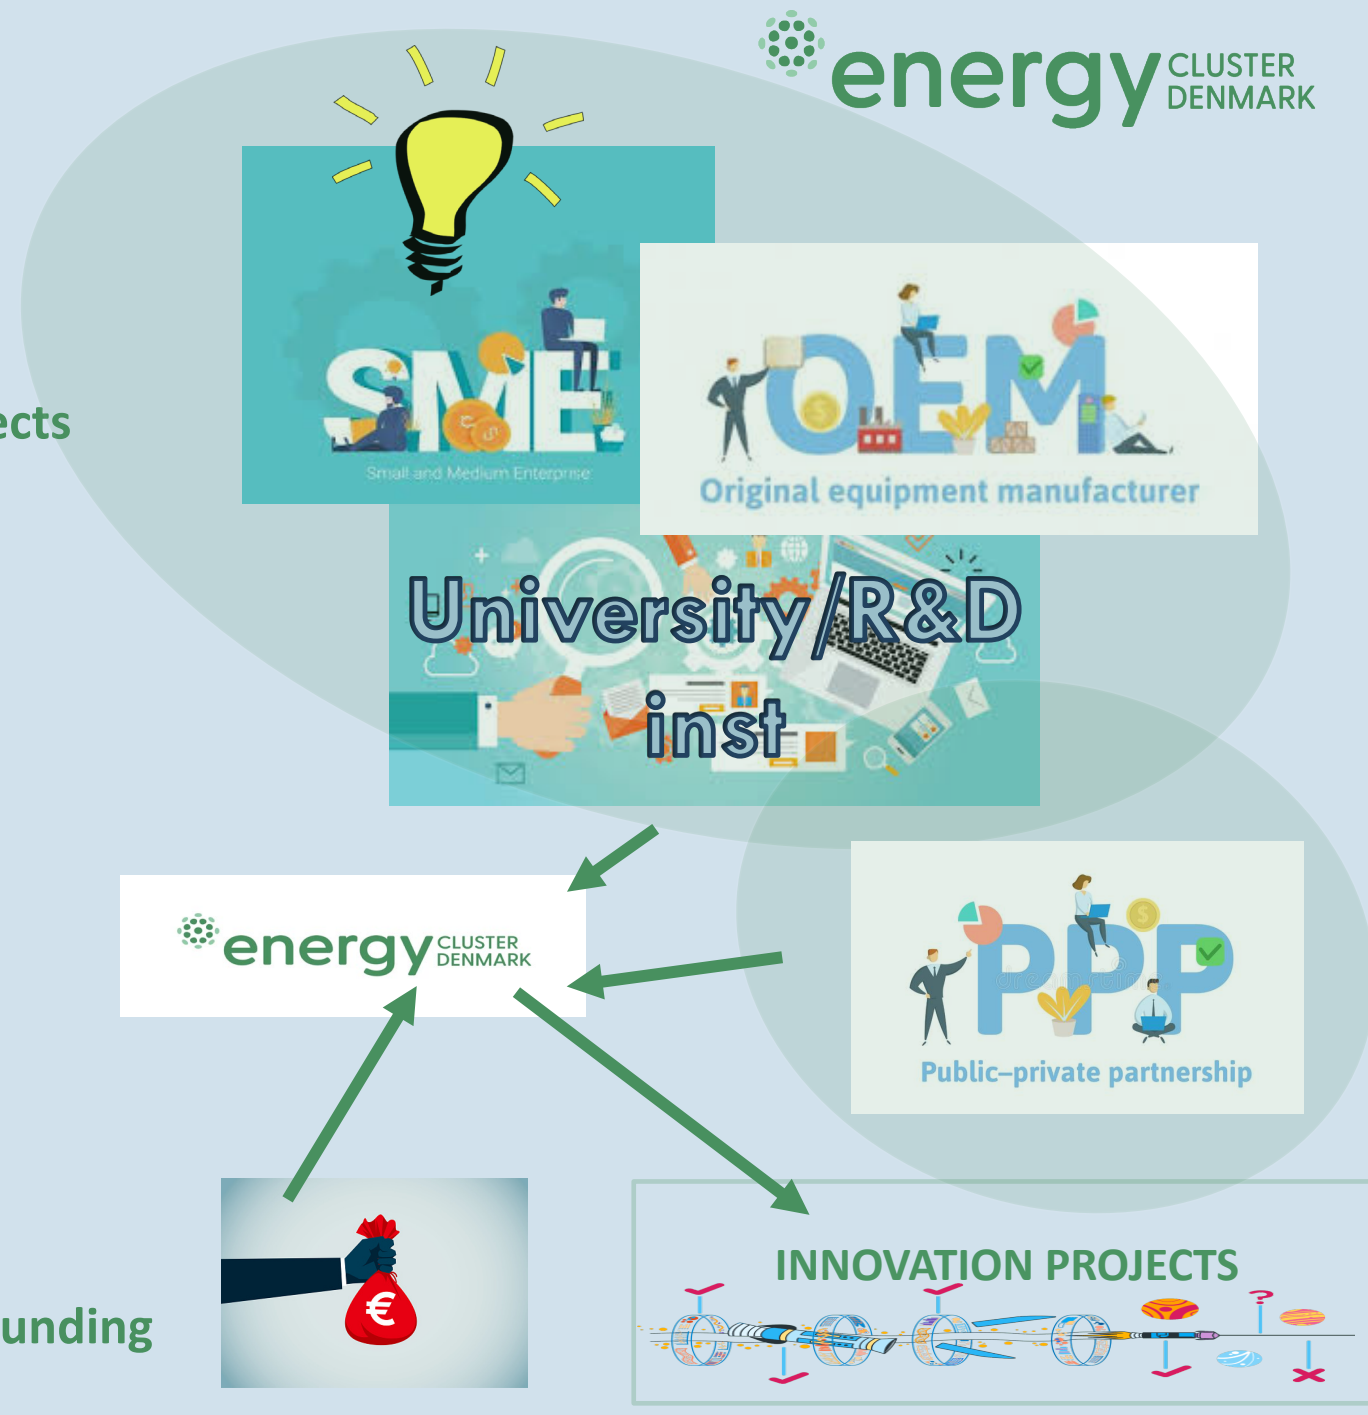 energy CLUSTER
DENMARK
SME
Small and Medium Enterprise
OEM
Original equipment manufacturer
ects
University/R&D
inst
energy CLUSTER
DENMARK
PPP
Public–private partnership
€
INNOVATION PROJECTS
?
unding